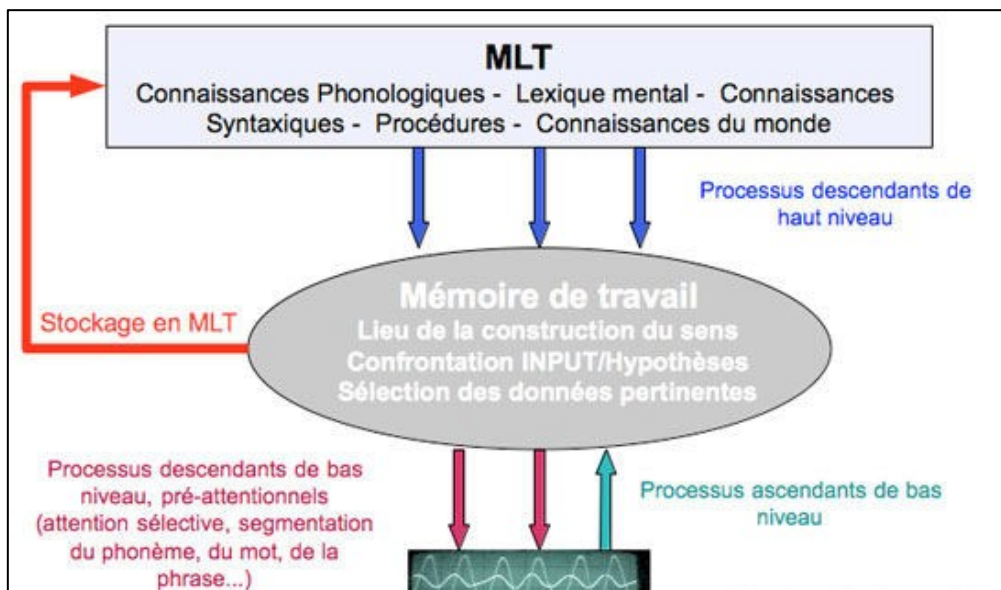 MLT
Connaissances Phonologiques - Lexique mental - Connaissances
Syntaxiques - Procédures - Connaissances du monde
Processus descendants de
haut niveau
Mémoire de travail
Lieu de la construction du sens
Confrontation INPUT/Hypothèses
Sélection des données pertinentes
Stockage en MLT
Processus descendants de bas
niveau, pré-attentionnels
(attention sélective, segmentation
du phonème, du mot, de la
phrase...)
Processus ascendants de bas
niveau